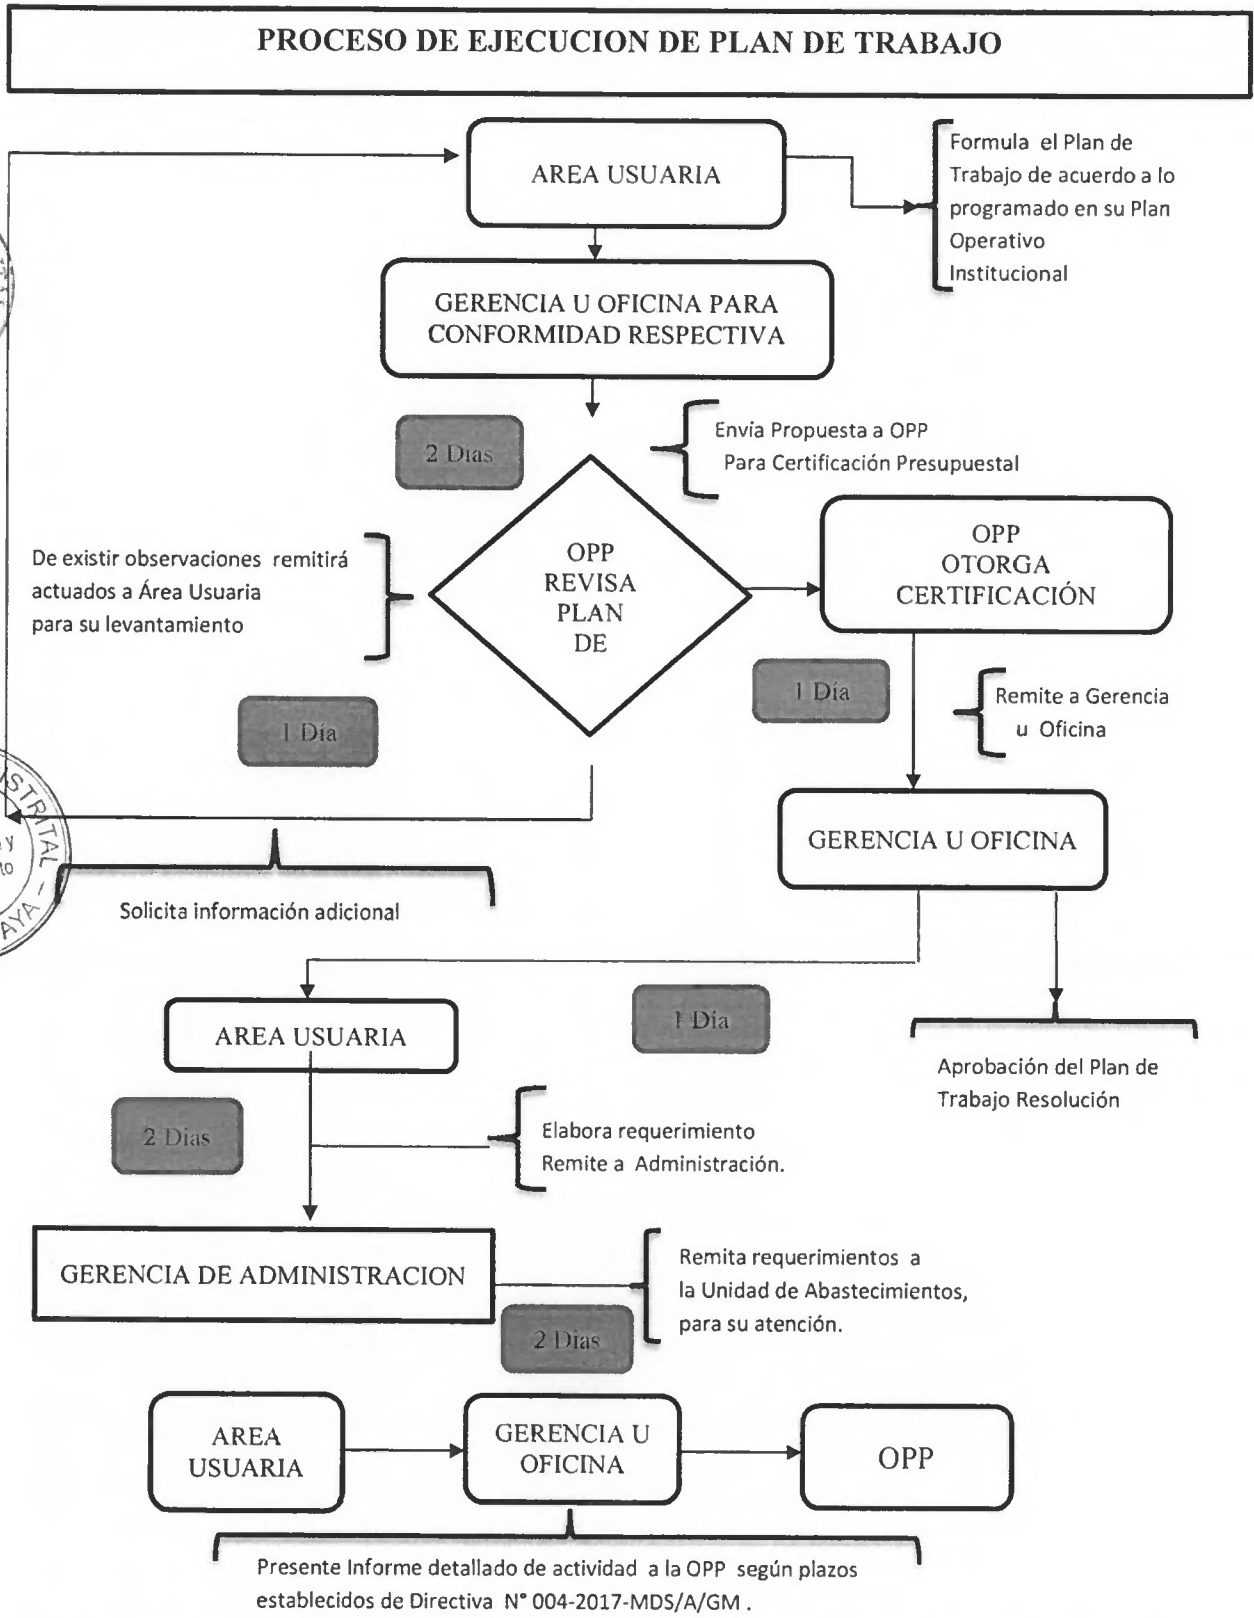 PROCESO DE EJECUCION DE PLAN DE TRABAJO
AREA USUARIA
Formula el Plan de
Trabajo de acuerdo a lo
programado en su Plan
Operativo
Institucional
GERENCIA U OFICINA PARA
CONFORMIDAD RESPECTIVA
2 Dias
Envía Propuesta a OPP
Para Certificación Presupuestal
De existir observaciones remitirá
actuados a Área Usuaria
para su levantamiento
OPP
REVISA
PLAN
DE
OPP
OTORGA
CERTIFICACIÓN
1 Día
1 Día
Remite a Gerencia
u Oficina
GERENCIA U OFICINA
Solicita información adicional
AREA USUARIA
1 Día
Aprobación del Plan de
Trabajo Resolución
2 Dias
Elabora requerimiento
Remite a Administración.
GERENCIA DE ADMINISTRACION
Remita requerimientos a
la Unidad de Abastecimientos,
para su atención.
2 Dias
AREA
USUARIA
GERENCIA U
OFICINA
OPP
Presente Informe detallado de actividad a la OPP según plazos
establecidos de Directiva N° 004-2017-MDS/A/GM .